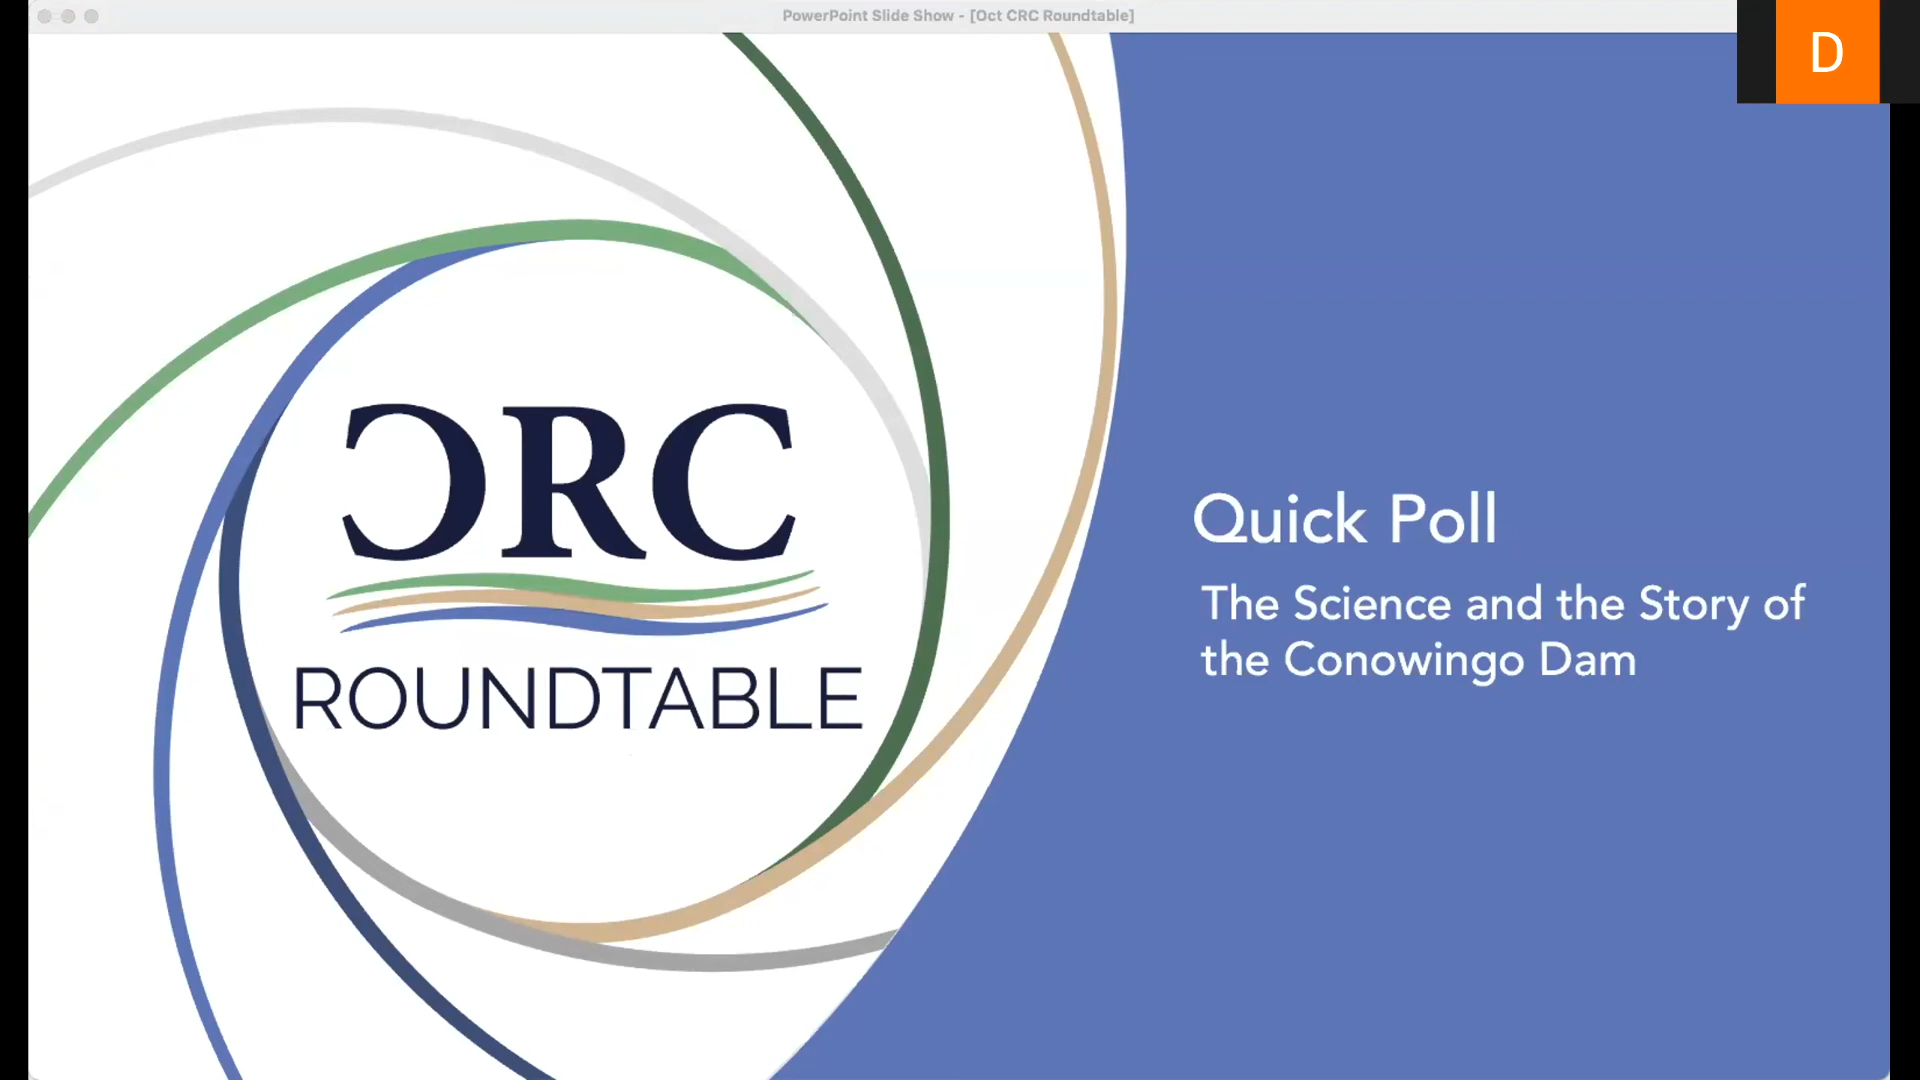 PowerPoint Slide Show - [Oct CRC Roundtable]
D
CRC
ROUNDTABLE
Quick Poll
The Science and the Story of
the Conowingo Dam